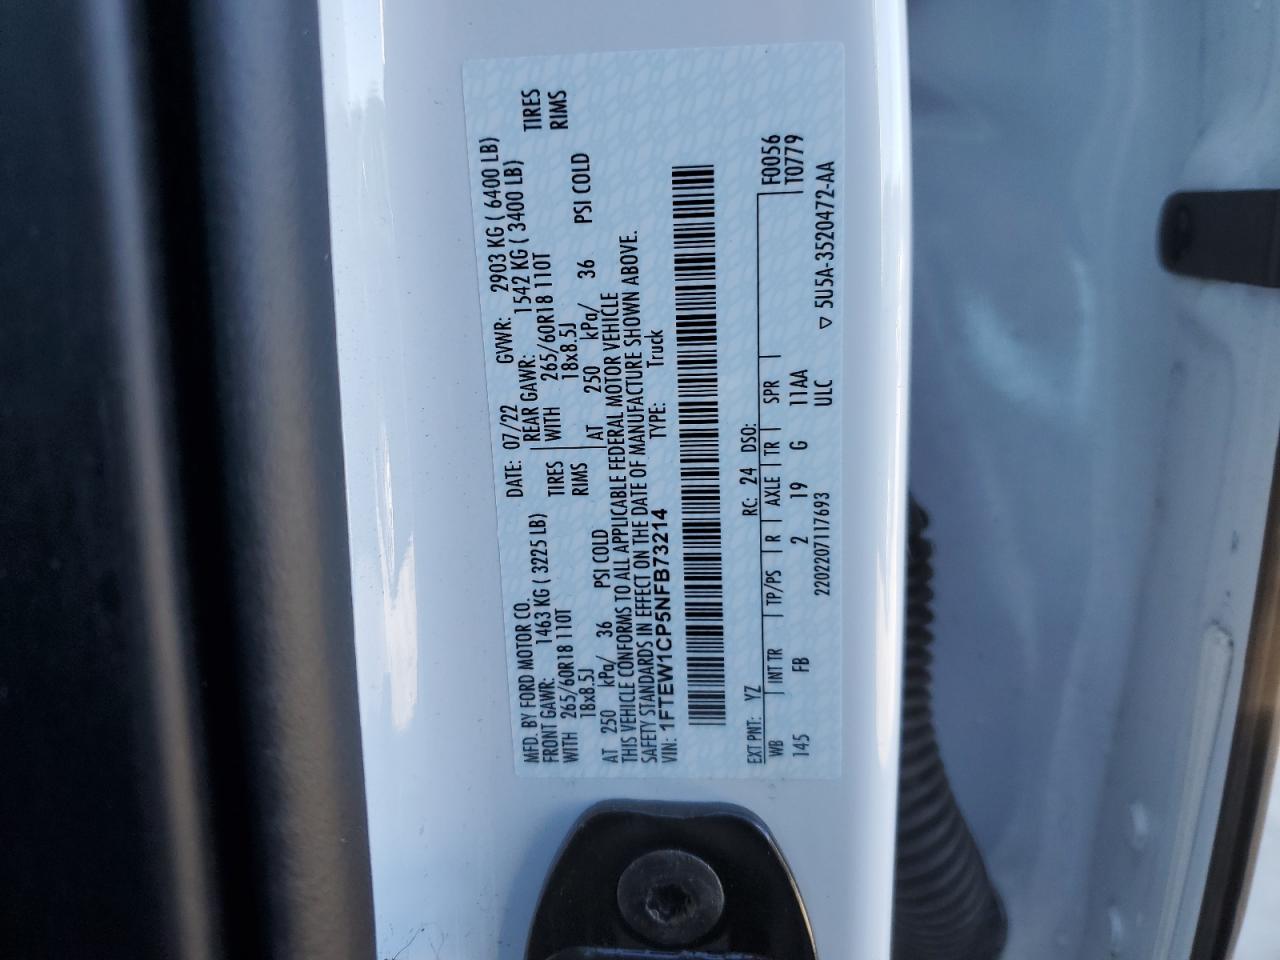 MFD. BY FORD MOTOR CO. DATE: 07/22 GVWR: 2903 KG ( 6400 LB)
FRONT GAWR: 1463 KG ( 3225 LB) REAR GAWR: 1542 KG ( 3400 LB)
WITH 265/60R18 110T TIRES WITH 265/60R18 110T TIRES
18x8.5J RIMS 18x8.5J RIMS
AT 250 kPa/ 36 PSI COLD AT 250 kPa/ 36 PSI COLD
THIS VEHICLE CONFORMS TO ALL APPLICABLE FEDERAL MOTOR VEHICLE
SAFETY STANDARDS IN EFFECT ON THE DATE OF MANUFACTURE SHOWN ABOVE.
VIN: 1FTEW1CP5NFB73214 TYPE: Truck
EXT PNT: YZ RC: 24 DSO: F0056
WB INT TR TP/PS R AXLE TR SPR T0779
145 FB 2 19 G 11AA
2202207117693 ULC ▽ 5U5A-3520472-AA